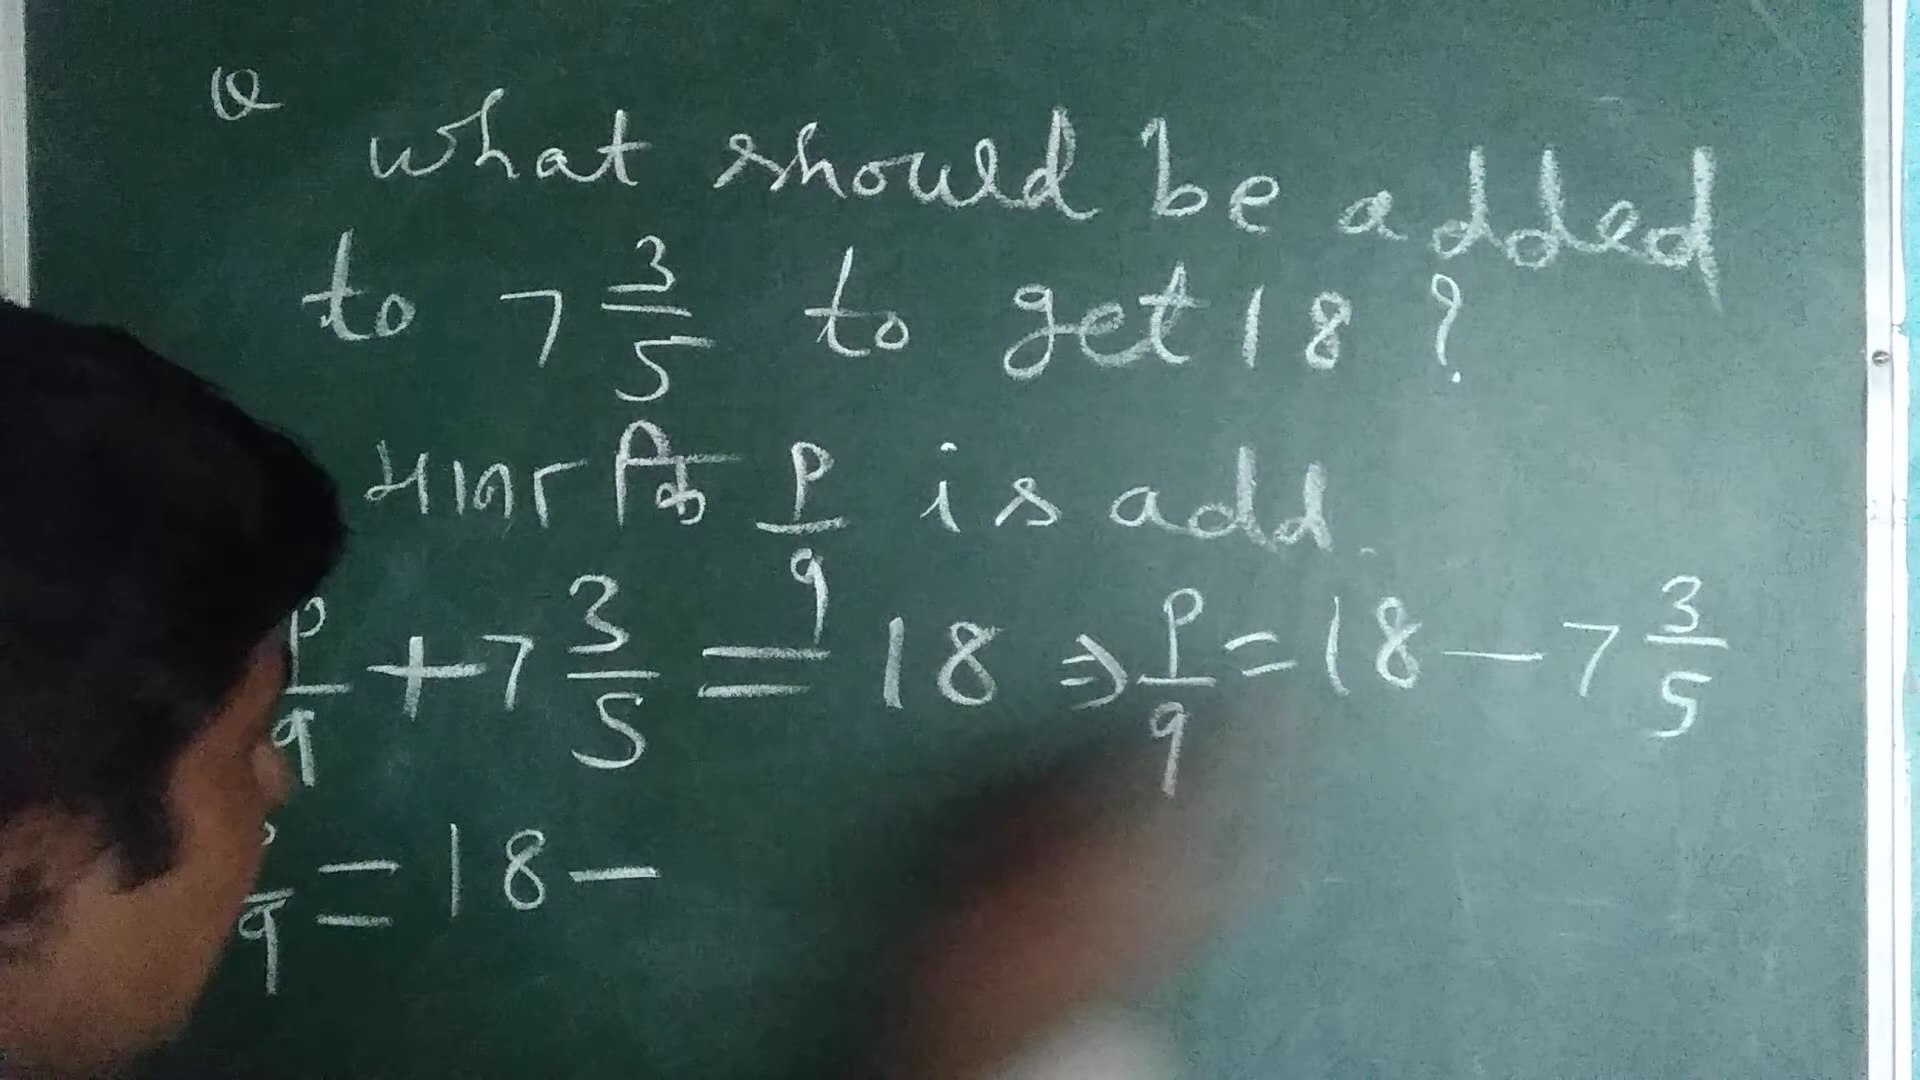 Q What should be added
to 7 3/5 to get 18 ?
माना कि p/q is add.
p/q + 7 3/5 = 18 ⇒ p/q = 18 - 7 3/5
p/q = 18 -